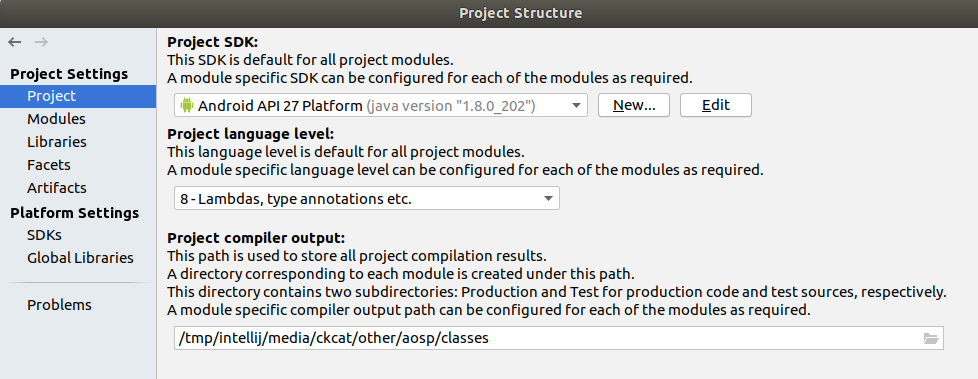 Project Structure
Project Settings
Project
Modules
Libraries
Facets
Artifacts
Platform Settings
SDKs
Global Libraries
Problems
Project SDK:
This SDK is default for all project modules.
A module specific SDK can be configured for each of the modules as required.
Android API 27 Platform (java version "1.8.0_202")
New...
Edit
Project language level:
This language level is default for all project modules.
A module specific language level can be configured for each of the modules as required.
8 - Lambdas, type annotations etc.
Project compiler output:
This path is used to store all project compilation results.
A directory corresponding to each module is created under this path.
This directory contains two subdirectories: Production and Test for production code and test sources, respectively.
A module specific compiler output path can be configured for each of the modules as required.
/tmp/intellij/media/ckcat/other/aosp/classes